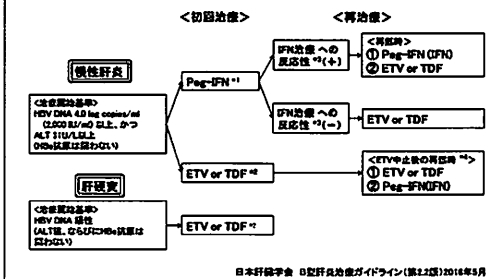 ＜初回治療＞
＜再治療＞
慢性肝炎
＜治療開始基準＞
HBV DNA 4.0 log copies/ml
(2,000 IU/ml) 以上、かつ
ALT 31U/L以上
(HBe抗原は問わない)
Peg-IFN *1
IFN治療 への
反応性 *3(+)
＜再燃時＞
① Peg-IFN (IFN)
② ETV or TDF
IFN治療 への
反応性 *3(−)
ETV or TDF
ETV or TDF *2
＜ETV中止後の再燃時 *4＞
① ETV or TDF
② Peg-IFN(IFN)
肝硬変
＜治療開始基準＞
HBV DNA 陽性
(ALT値、ならびにHBe抗原は
問わない)
ETV or TDF *2
日本肝臓学会 B型肝炎治療ガイドライン(第2.2版)2016年5月